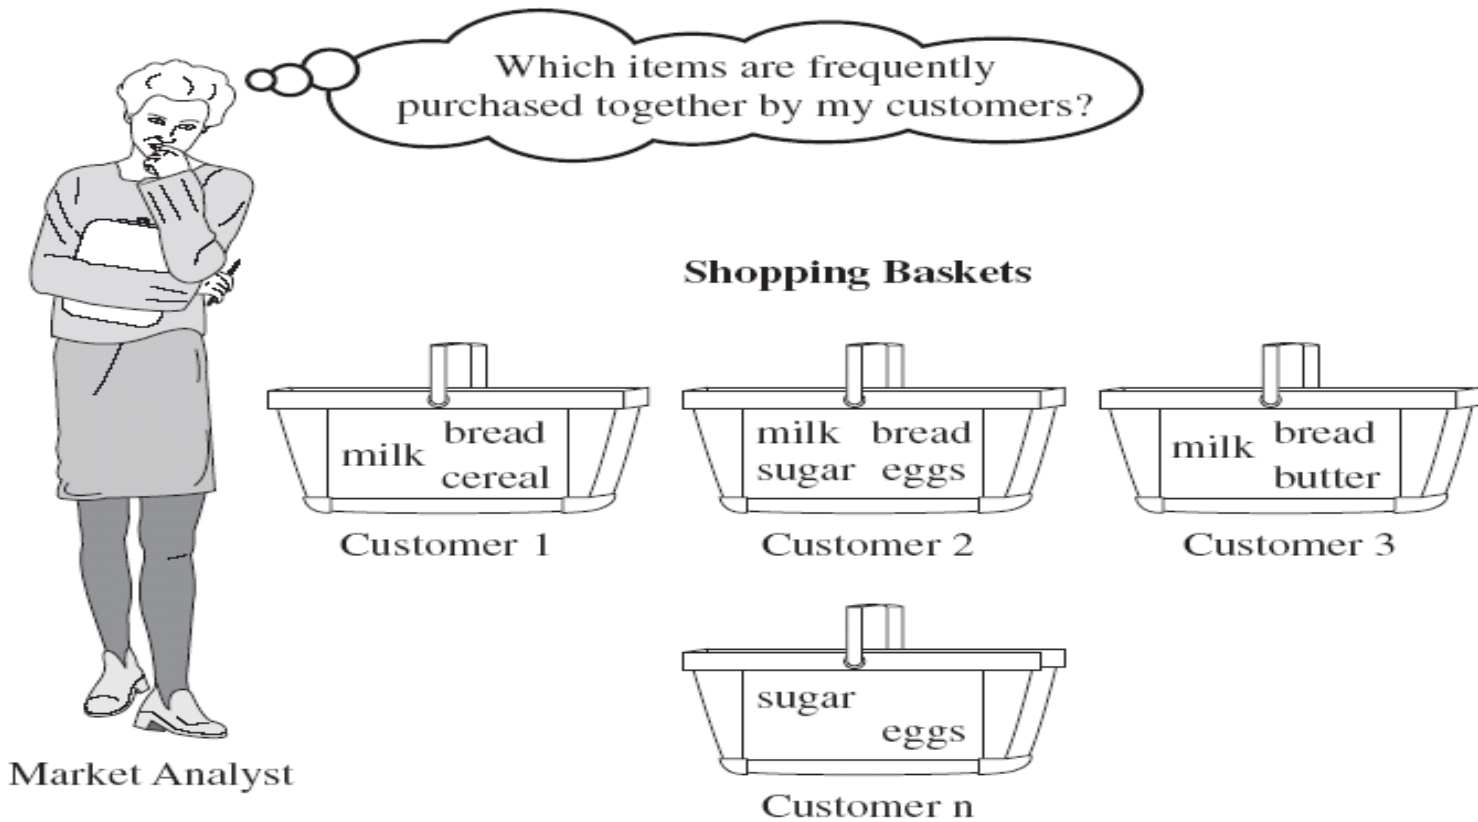 Which items are frequently
purchased together by my customers?
Shopping Baskets
milk bread
cereal
Customer 1
milk bread
sugar eggs
Customer 2
milk bread
butter
Customer 3
sugar
eggs
Customer n
Market Analyst